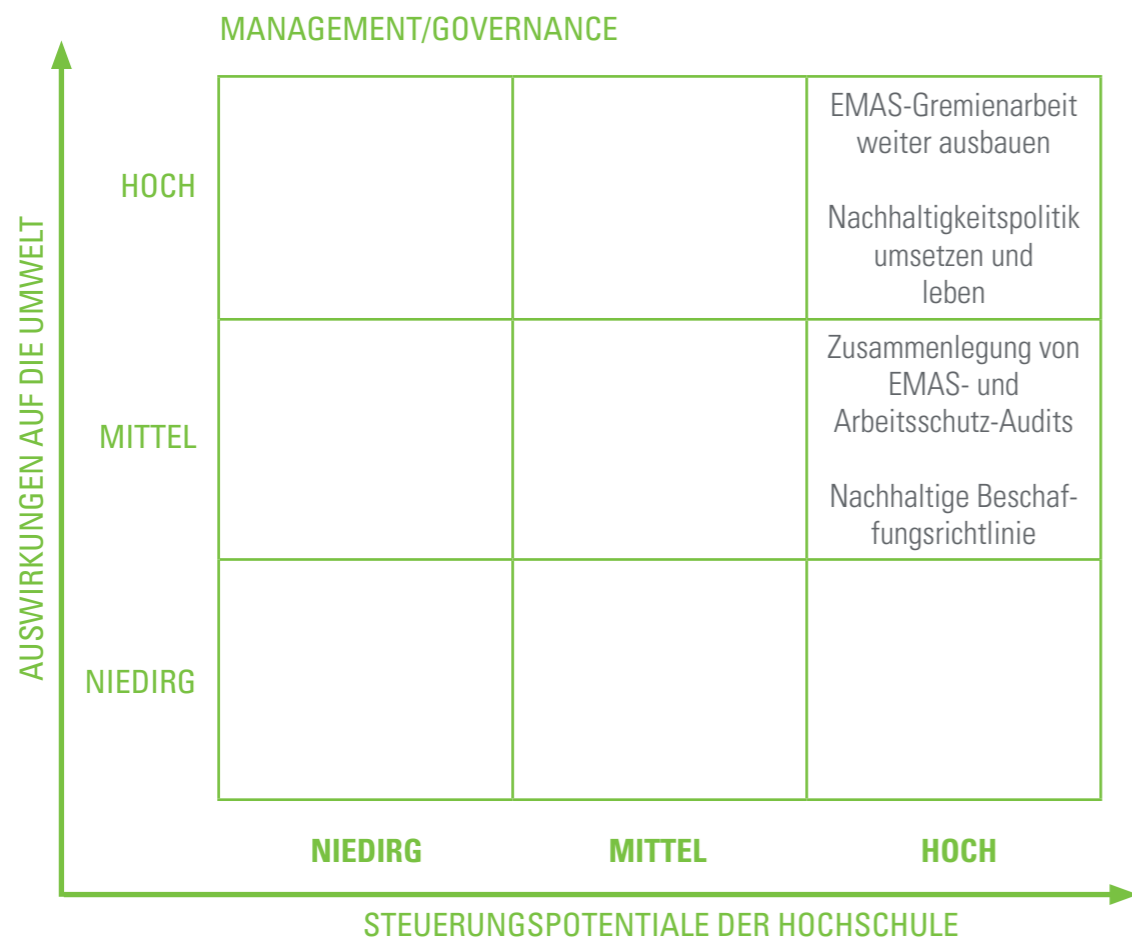 MANAGEMENT/GOVERNANCE
AUSWIRKUNGEN AUF DIE UMWELT
HOCH
EMAS-Gremienarbeit
weiter ausbauen
Nachhaltigkeitspolitik
umsetzen und
leben
MITTEL
Zusammenlegung von
EMAS- und
Arbeitsschutz-Audits
Nachhaltige Beschaf-
fungsrichtlinie
NIEDIRG
NIEDIRG
MITTEL
HOCH
STEUERUNGSPOTENTIALE DER HOCHSCHULE